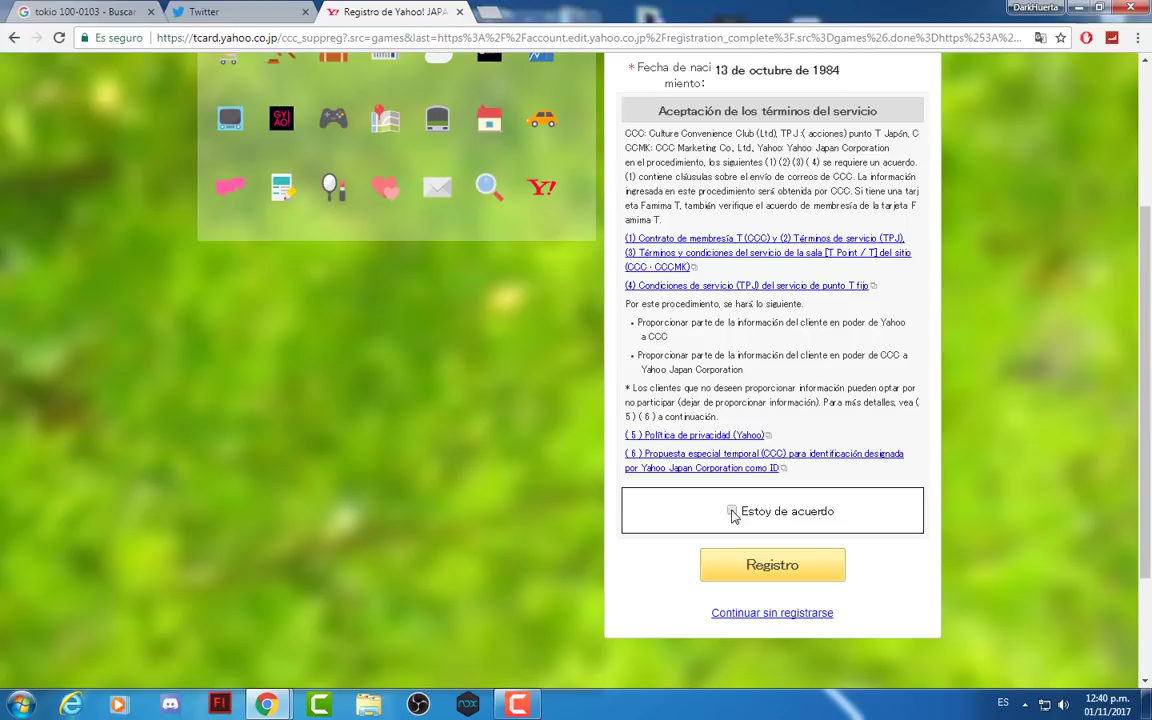 tokio 100-0103 - Buscar
Twitter
Registro de Yahoo! JAPA
DarkHuerta
Es seguro
https://tcard.yahoo.co.jp/ccc_suppreg?.src=games&last=https%3A%2F%2Faccount.edit.yahoo.co.jp%2Fregistration_complete%3F.src%3Dgames%26.done%3Dhttps%253A%2...
GYAO
Y!
* Fecha de naci
miento:
13 de octubre de 1984
Aceptación de los términos del servicio
CCC: Culture Convenience Club (Ltd), TPJ :( acciones) punto T Japón, C
CCMK: CCC Marketing Co., Ltd., Yahoo: Yahoo Japan Corporation
en el procedimiento, los siguientes (1) (2) (3) ( 4) se requiere un acuerdo.
(1) contiene cláusulas sobre el envío de correos de CCC. La información
ingresada en este procedimiento será obtenida por CCC. Si tiene una tarj
eta Famima T, también verifique el acuerdo de membresía de la tarjeta F
amima T.
(1) Contrato de membresía T (CCC) y (2) Términos de servicio (TPJ),
(3) Términos y condiciones del servicio de la sala [T Point / T] del sitio
(CCC · CCCMK)
(4) Condiciones de servicio (TPJ) del servicio de punto T fijo
Por este procedimiento, se hará lo siguiente.
• Proporcionar parte de la información del cliente en poder de Yahoo
a CCC
• Proporcionar parte de la información del cliente en poder de CCC a
Yahoo Japan Corporation
* Los clientes que no deseen proporcionar información pueden optar por
no participar (dejar de proporcionar información). Para más detalles, vea (
5 ) ( 6 ) a continuación.
( 5 ) Política de privacidad (Yahoo)
( 6 ) Propuesta especial temporal (CCC) para identificación designada
por Yahoo Japan Corporation como ID
Estoy de acuerdo
Registro
Continuar sin registrarse
Fl
nox
ES
12:40 p.m.
01/11/2017